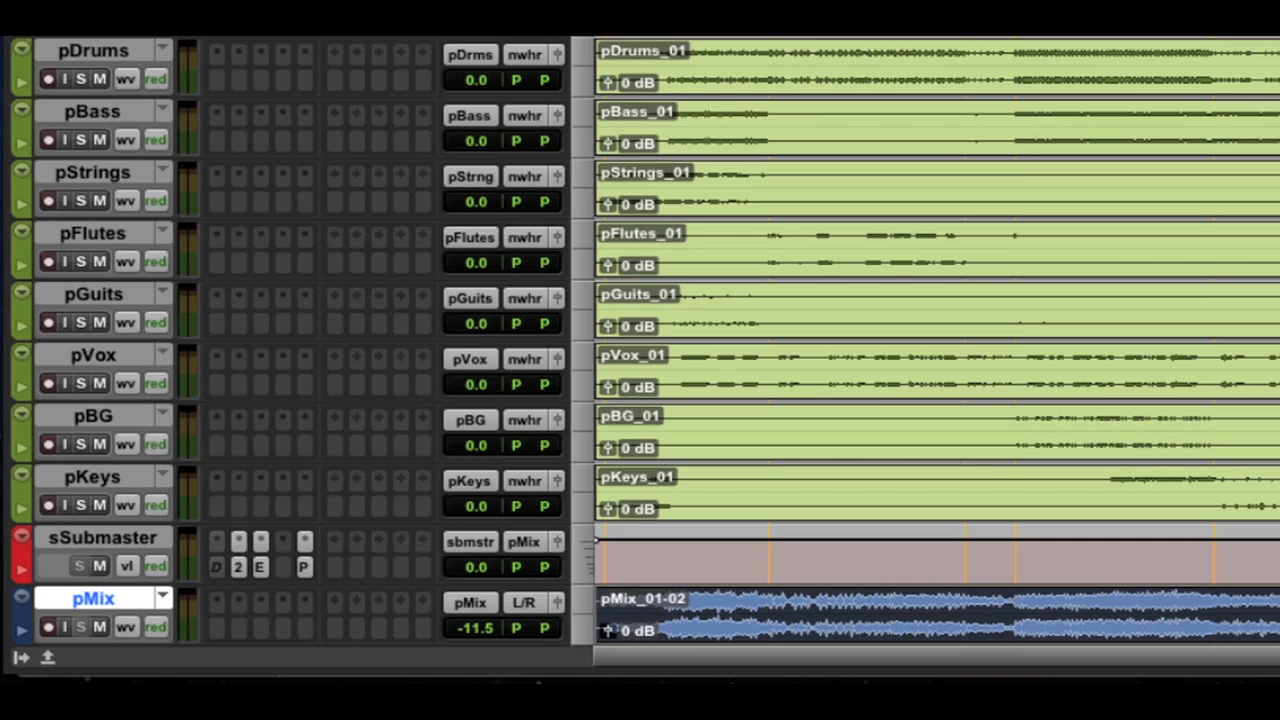 pDrums pDrms nwhr pDrums_01
I S M wv red 0.0 P P 0 dB
pBass pBass nwhr pBass_01
I S M wv red 0.0 P P 0 dB
pStrings pStrng nwhr pStrings_01
I S M wv red 0.0 P P 0 dB
pFlutes pFlutes nwhr pFlutes_01
I S M wv red 0.0 P P 0 dB
pGuits pGuits nwhr pGuits_01
I S M wv red 0.0 P P 0 dB
pVox pVox nwhr pVox_01
I S M wv red 0.0 P P 0 dB
pBG pBG nwhr pBG_01
I S M wv red 0.0 P P 0 dB
pKeys pKeys nwhr pKeys_01
I S M wv red 0.0 P P 0 dB
sSubmaster sbmstr pMix
S M vl red D 2 E P 0.0 P P
pMix pMix L/R pMix_01-02
I S M wv red -11.5 P P 0 dB